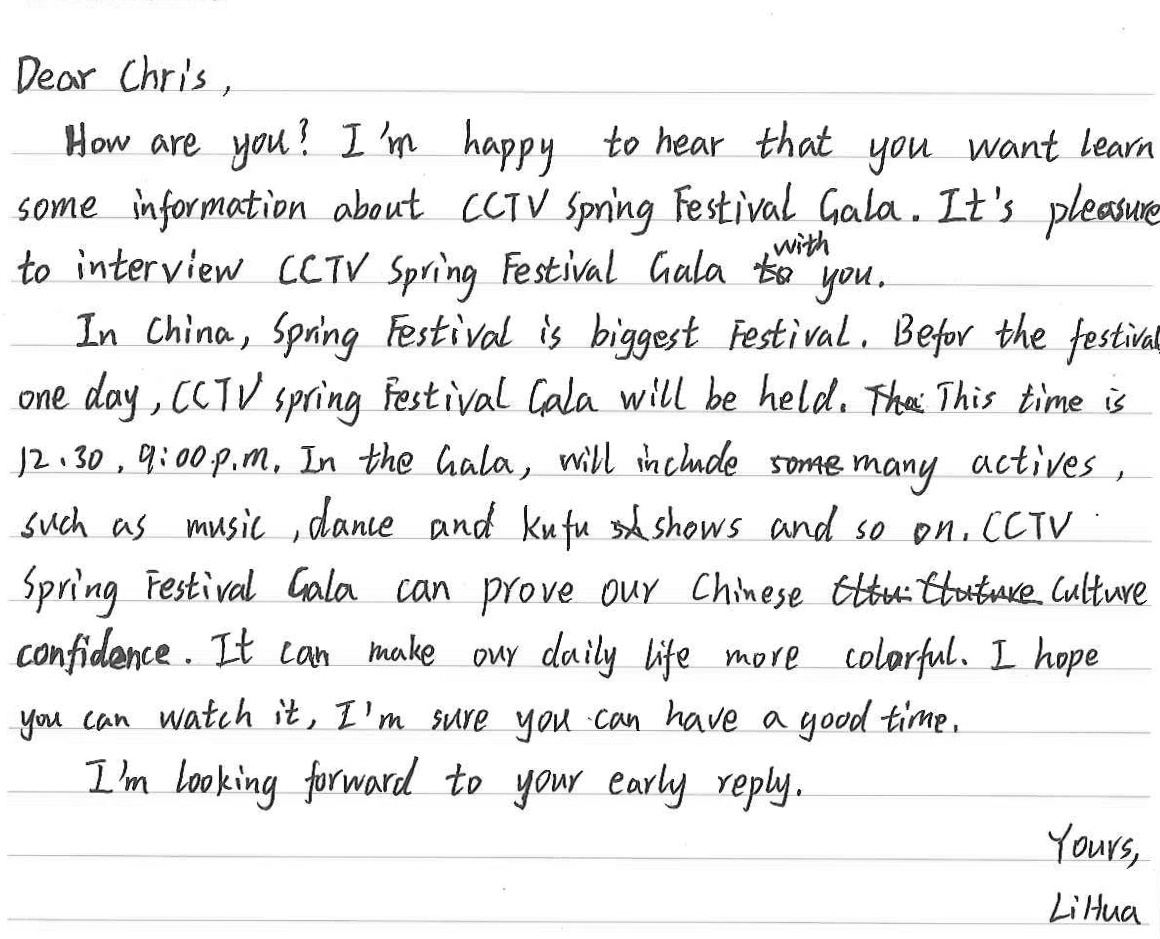 Dear Chris,
How are you? I'm happy to hear that you want learn
some information about CCTV Spring Festival Gala. It's pleasure
to interview CCTV Spring Festival Gala to with you.
In China, Spring Festival is biggest Festival. Befor the festival
one day, CCTV spring Festival Gala will be held. The This time is
12.30, 9:00p.m. In the Gala, will include some many actives,
such as music, dance and kufu sh shows and so on. CCTV
Spring Festival Gala can prove our Chinese Culture
confidence. It can make our daily life more colorful. I hope
you can watch it, I'm sure you can have a good time.
I'm looking forward to your early reply.
Yours,
LiHua